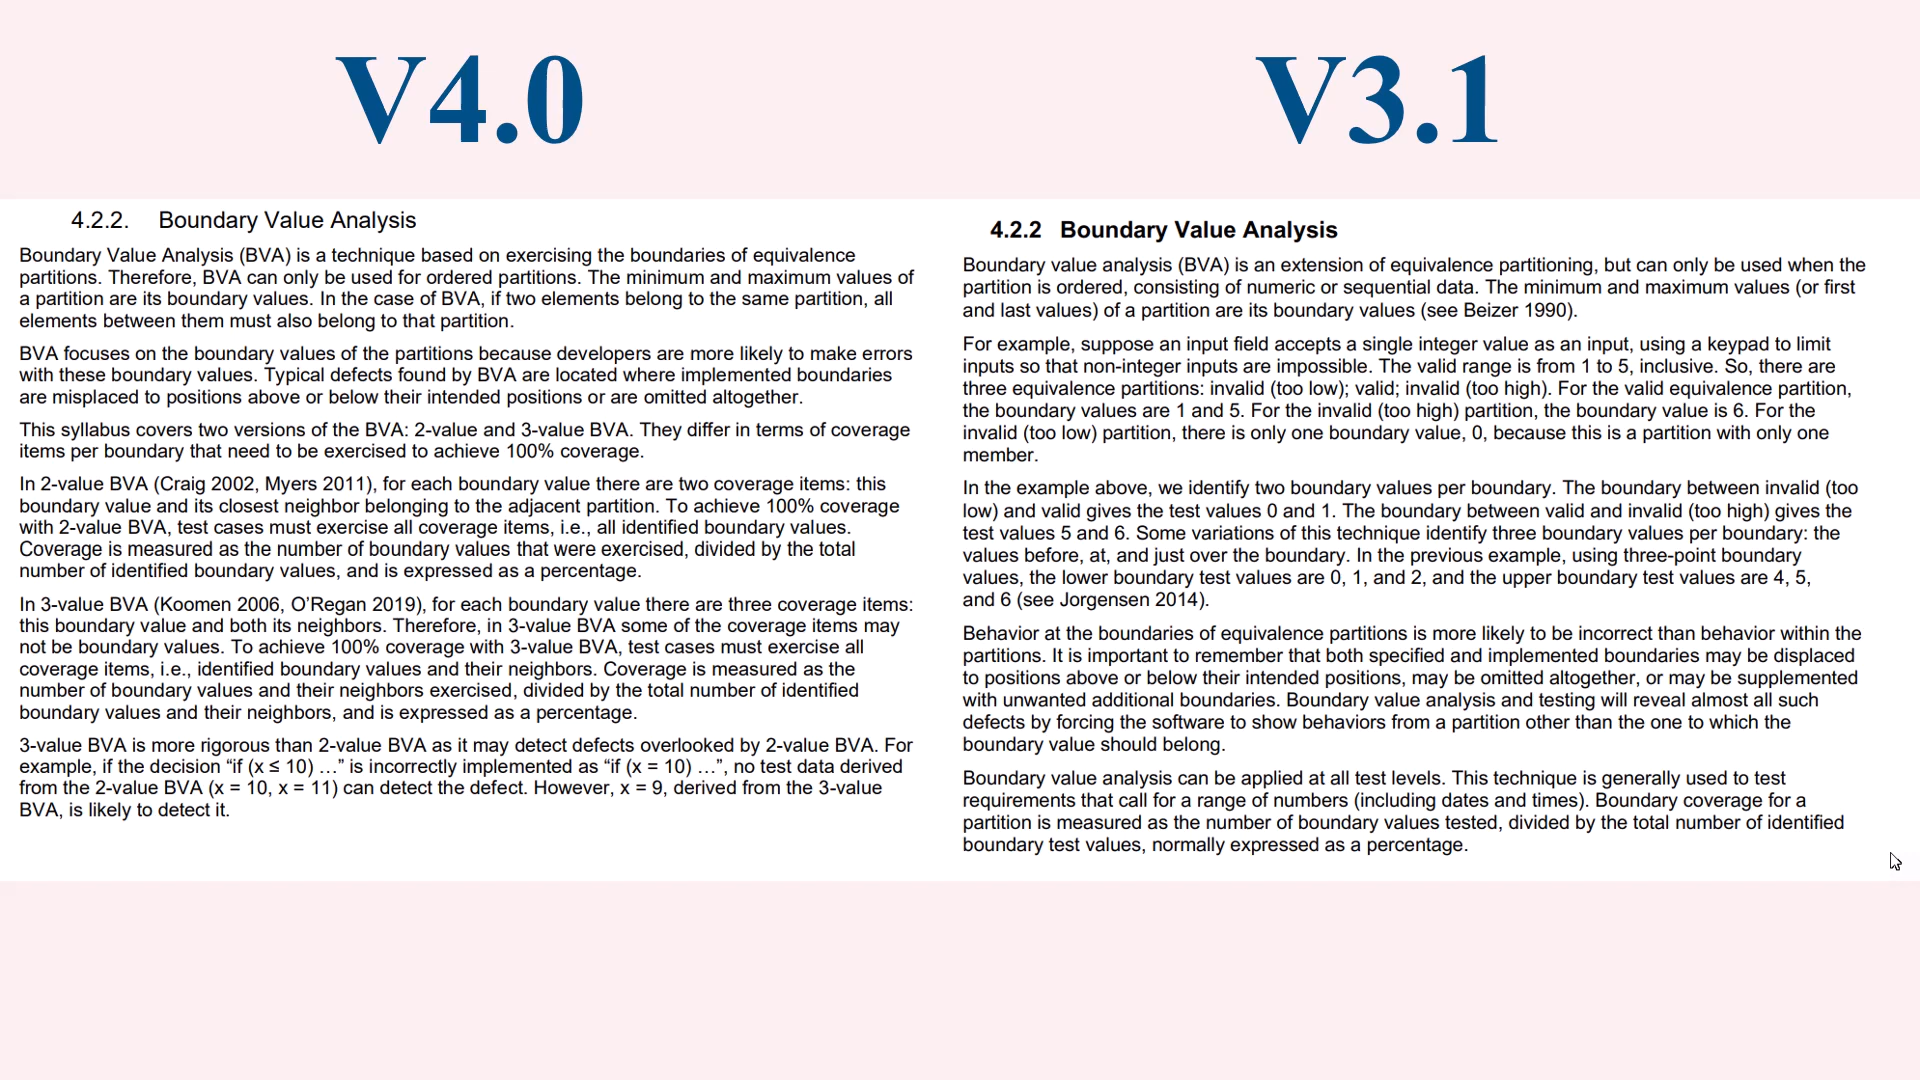 V4.0
4.2.2. Boundary Value Analysis
Boundary Value Analysis (BVA) is a technique based on exercising the boundaries of equivalence
partitions. Therefore, BVA can only be used for ordered partitions. The minimum and maximum values of
a partition are its boundary values. In the case of BVA, if two elements belong to the same partition, all
elements between them must also belong to that partition.
BVA focuses on the boundary values of the partitions because developers are more likely to make errors
with these boundary values. Typical defects found by BVA are located where implemented boundaries
are misplaced to positions above or below their intended positions or are omitted altogether.
This syllabus covers two versions of the BVA: 2-value and 3-value BVA. They differ in terms of coverage
items per boundary that need to be exercised to achieve 100% coverage.
In 2-value BVA (Craig 2002, Myers 2011), for each boundary value there are two coverage items: this
boundary value and its closest neighbor belonging to the adjacent partition. To achieve 100% coverage
with 2-value BVA, test cases must exercise all coverage items, i.e., all identified boundary values.
Coverage is measured as the number of boundary values that were exercised, divided by the total
number of identified boundary values, and is expressed as a percentage.
In 3-value BVA (Koomen 2006, O’Regan 2019), for each boundary value there are three coverage items:
this boundary value and both its neighbors. Therefore, in 3-value BVA some of the coverage items may
not be boundary values. To achieve 100% coverage with 3-value BVA, test cases must exercise all
coverage items, i.e., identified boundary values and their neighbors. Coverage is measured as the
number of boundary values and their neighbors exercised, divided by the total number of identified
boundary values and their neighbors, and is expressed as a percentage.
3-value BVA is more rigorous than 2-value BVA as it may detect defects overlooked by 2-value BVA. For
example, if the decision “if (x ≤ 10) …” is incorrectly implemented as “if (x = 10) …”, no test data derived
from the 2-value BVA (x = 10, x = 11) can detect the defect. However, x = 9, derived from the 3-value
BVA, is likely to detect it.
V3.1
4.2.2 Boundary Value Analysis
Boundary value analysis (BVA) is an extension of equivalence partitioning, but can only be used when the
partition is ordered, consisting of numeric or sequential data. The minimum and maximum values (or first
and last values) of a partition are its boundary values (see Beizer 1990).
For example, suppose an input field accepts a single integer value as an input, using a keypad to limit
inputs so that non-integer inputs are impossible. The valid range is from 1 to 5, inclusive. So, there are
three equivalence partitions: invalid (too low); valid; invalid (too high). For the valid equivalence partition,
the boundary values are 1 and 5. For the invalid (too high) partition, the boundary value is 6. For the
invalid (too low) partition, there is only one boundary value, 0, because this is a partition with only one
member.
In the example above, we identify two boundary values per boundary. The boundary between invalid (too
low) and valid gives the test values 0 and 1. The boundary between valid and invalid (too high) gives the
test values 5 and 6. Some variations of this technique identify three boundary values per boundary: the
values before, at, and just over the boundary. In the previous example, using three-point boundary
values, the lower boundary test values are 0, 1, and 2, and the upper boundary test values are 4, 5,
and 6 (see Jorgensen 2014).
Behavior at the boundaries of equivalence partitions is more likely to be incorrect than behavior within the
partitions. It is important to remember that both specified and implemented boundaries may be displaced
to positions above or below their intended positions, may be omitted altogether, or may be supplemented
with unwanted additional boundaries. Boundary value analysis and testing will reveal almost all such
defects by forcing the software to show behaviors from a partition other than the one to which the
boundary value should belong.
Boundary value analysis can be applied at all test levels. This technique is generally used to test
requirements that call for a range of numbers (including dates and times). Boundary coverage for a
partition is measured as the number of boundary values tested, divided by the total number of identified
boundary test values, normally expressed as a percentage.